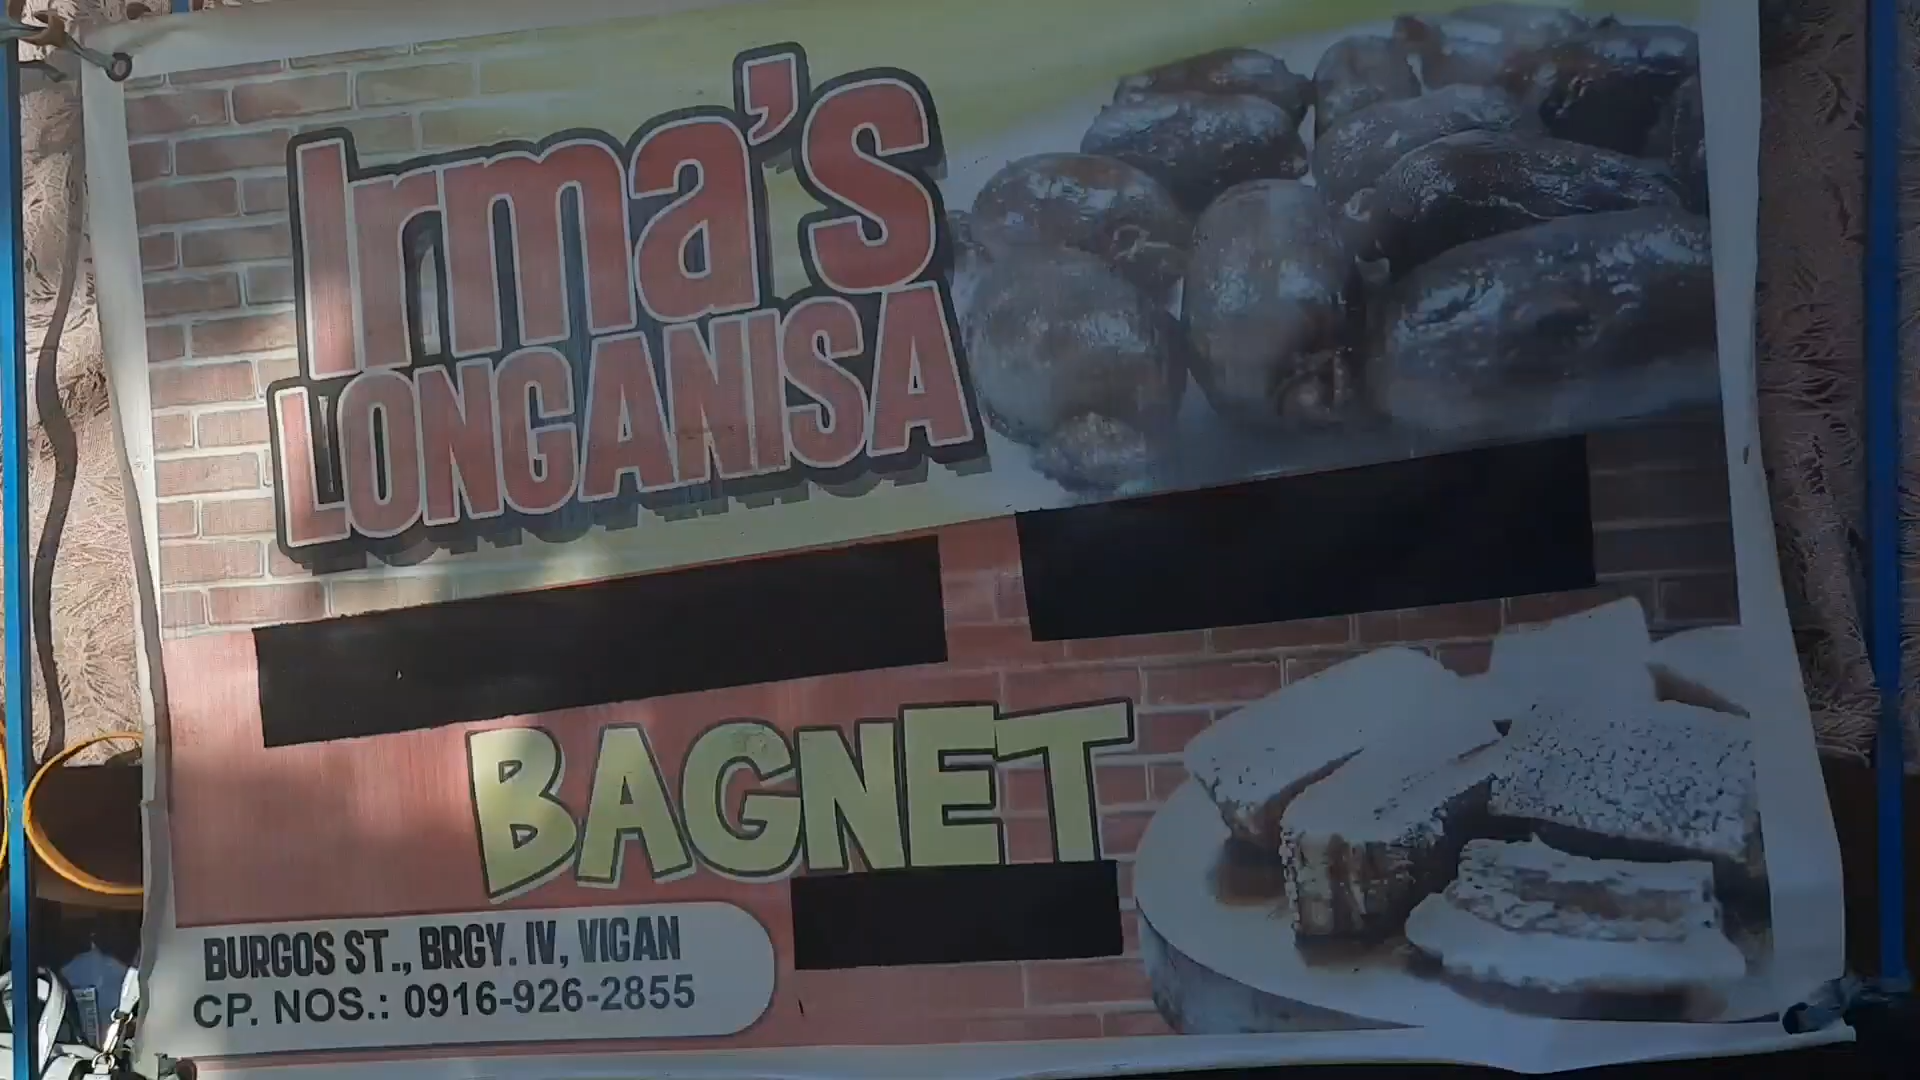 Irma's
LONGANISA
BAGNET
BURGOS ST., BRGY. IV, VIGAN
CP. NOS.: 0916-926-2855